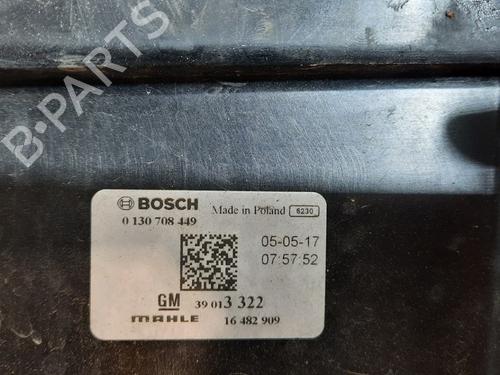 B-PARTS
BOSCH Made in Poland 6230
0 130 708 449
05-05-17
07:57:52
GM 39 013 322
MAHLE 16 482 909